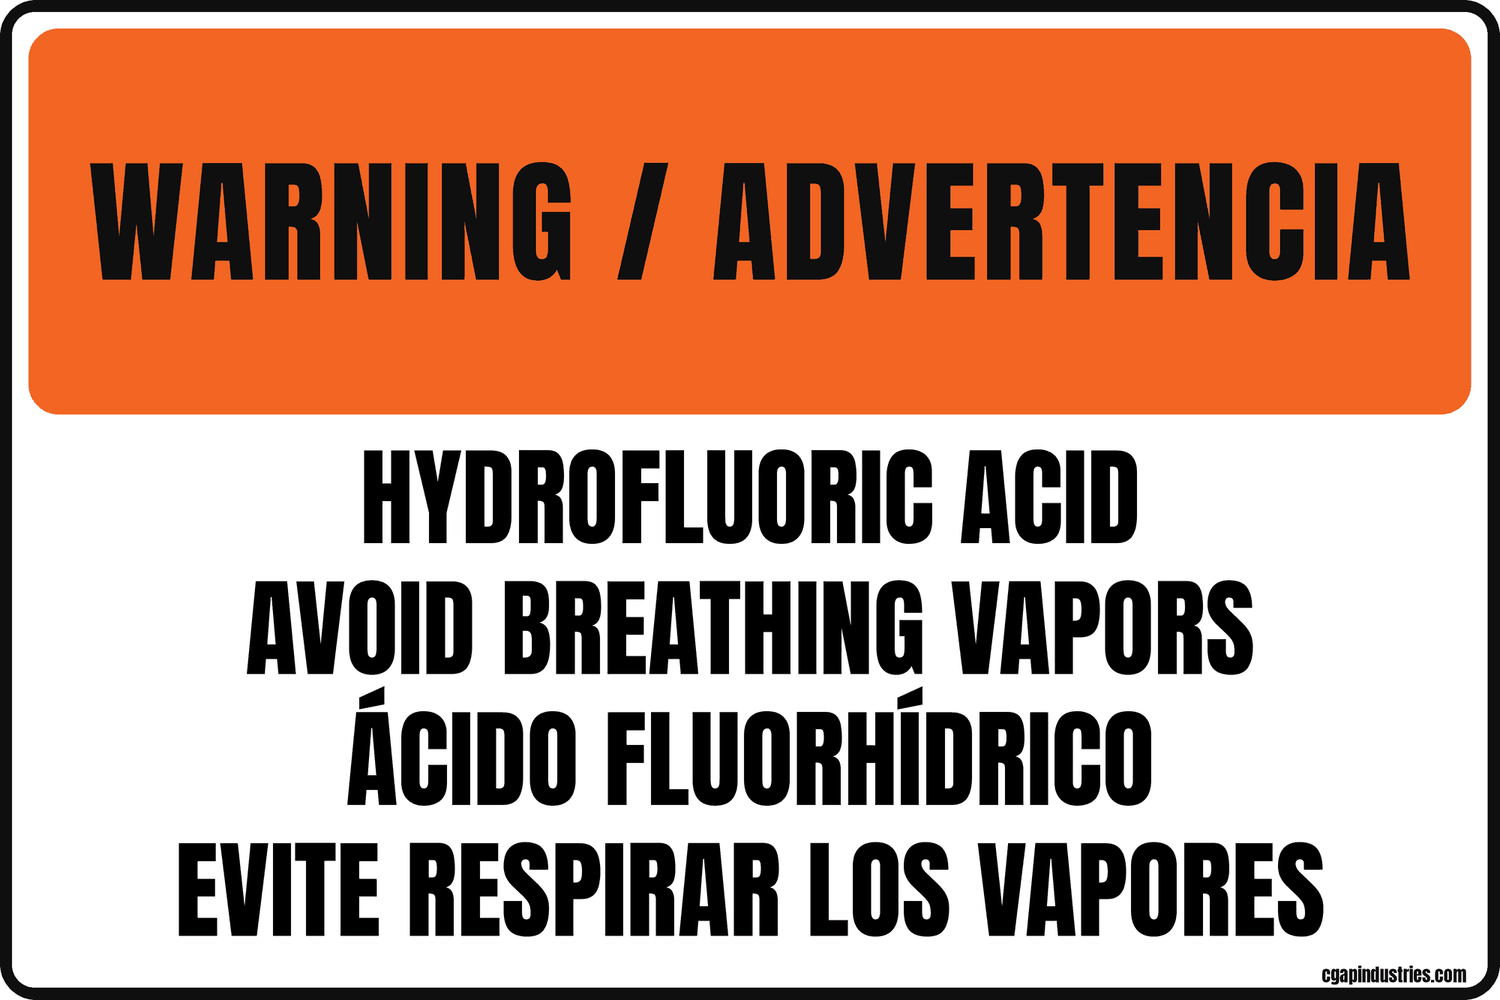 WARNING / ADVERTENCIA
HYDROFLUORIC ACID
AVOID BREATHING VAPORS
ÁCIDO FLUORHÍDRICO
EVITE RESPIRAR LOS VAPORES
cgapindustries.com